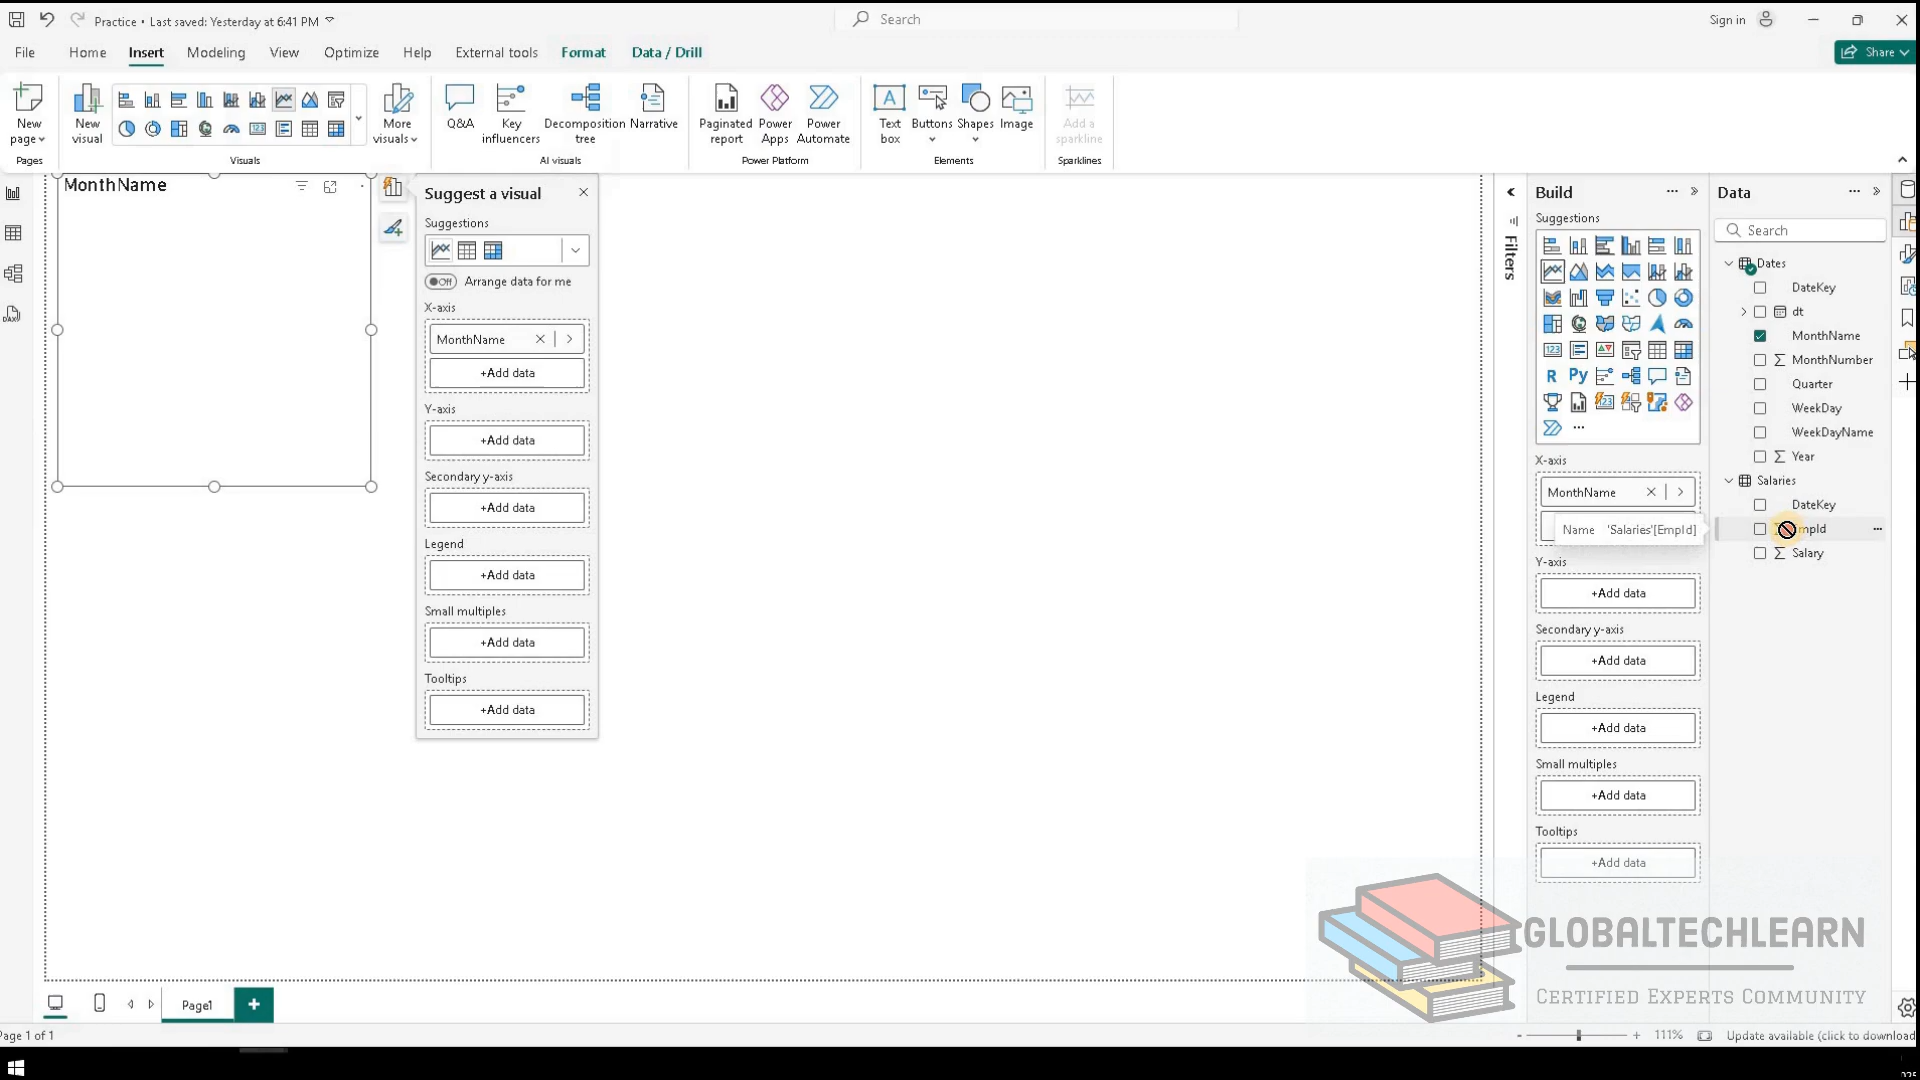 Practice • Last saved: Yesterday at 6:41 PM
Search
Sign in
File
Home
Insert
Modeling
View
Optimize
Help
External tools
Format
Data / Drill
Share
New page
New visual
More visuals
Q&A
Key influencers
Decomposition tree
Narrative
Paginated report
Power Apps
Power Automate
Text box
Buttons
Shapes
Image
Add a sparkline
Pages
Visuals
AI visuals
Power Platform
Elements
Sparklines
MonthName
Suggest a visual
Suggestions
Off
Arrange data for me
X-axis
MonthName
+Add data
Y-axis
+Add data
Secondary y-axis
+Add data
Legend
+Add data
Small multiples
+Add data
Tooltips
+Add data
Filters
Build
Suggestions
R
Py
123
X-axis
MonthName
Name 'Salaries'[EmpId]
Y-axis
+Add data
Secondary y-axis
+Add data
Legend
+Add data
Small multiples
+Add data
Tooltips
+Add data
Data
Search
Dates
DateKey
dt
MonthName
MonthNumber
Quarter
WeekDay
WeekDayName
Year
Salaries
DateKey
Salary
DAX
GLOBALTECHLEARN
CERTIFIED EXPERTS COMMUNITY
Page1
Page 1 of 1
111%
Update available (click to download